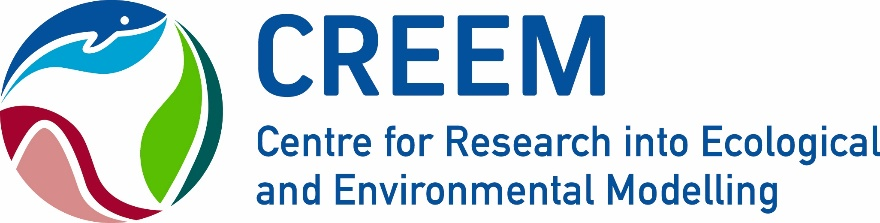 CREEM
Centre for Research into Ecological
and Environmental Modelling